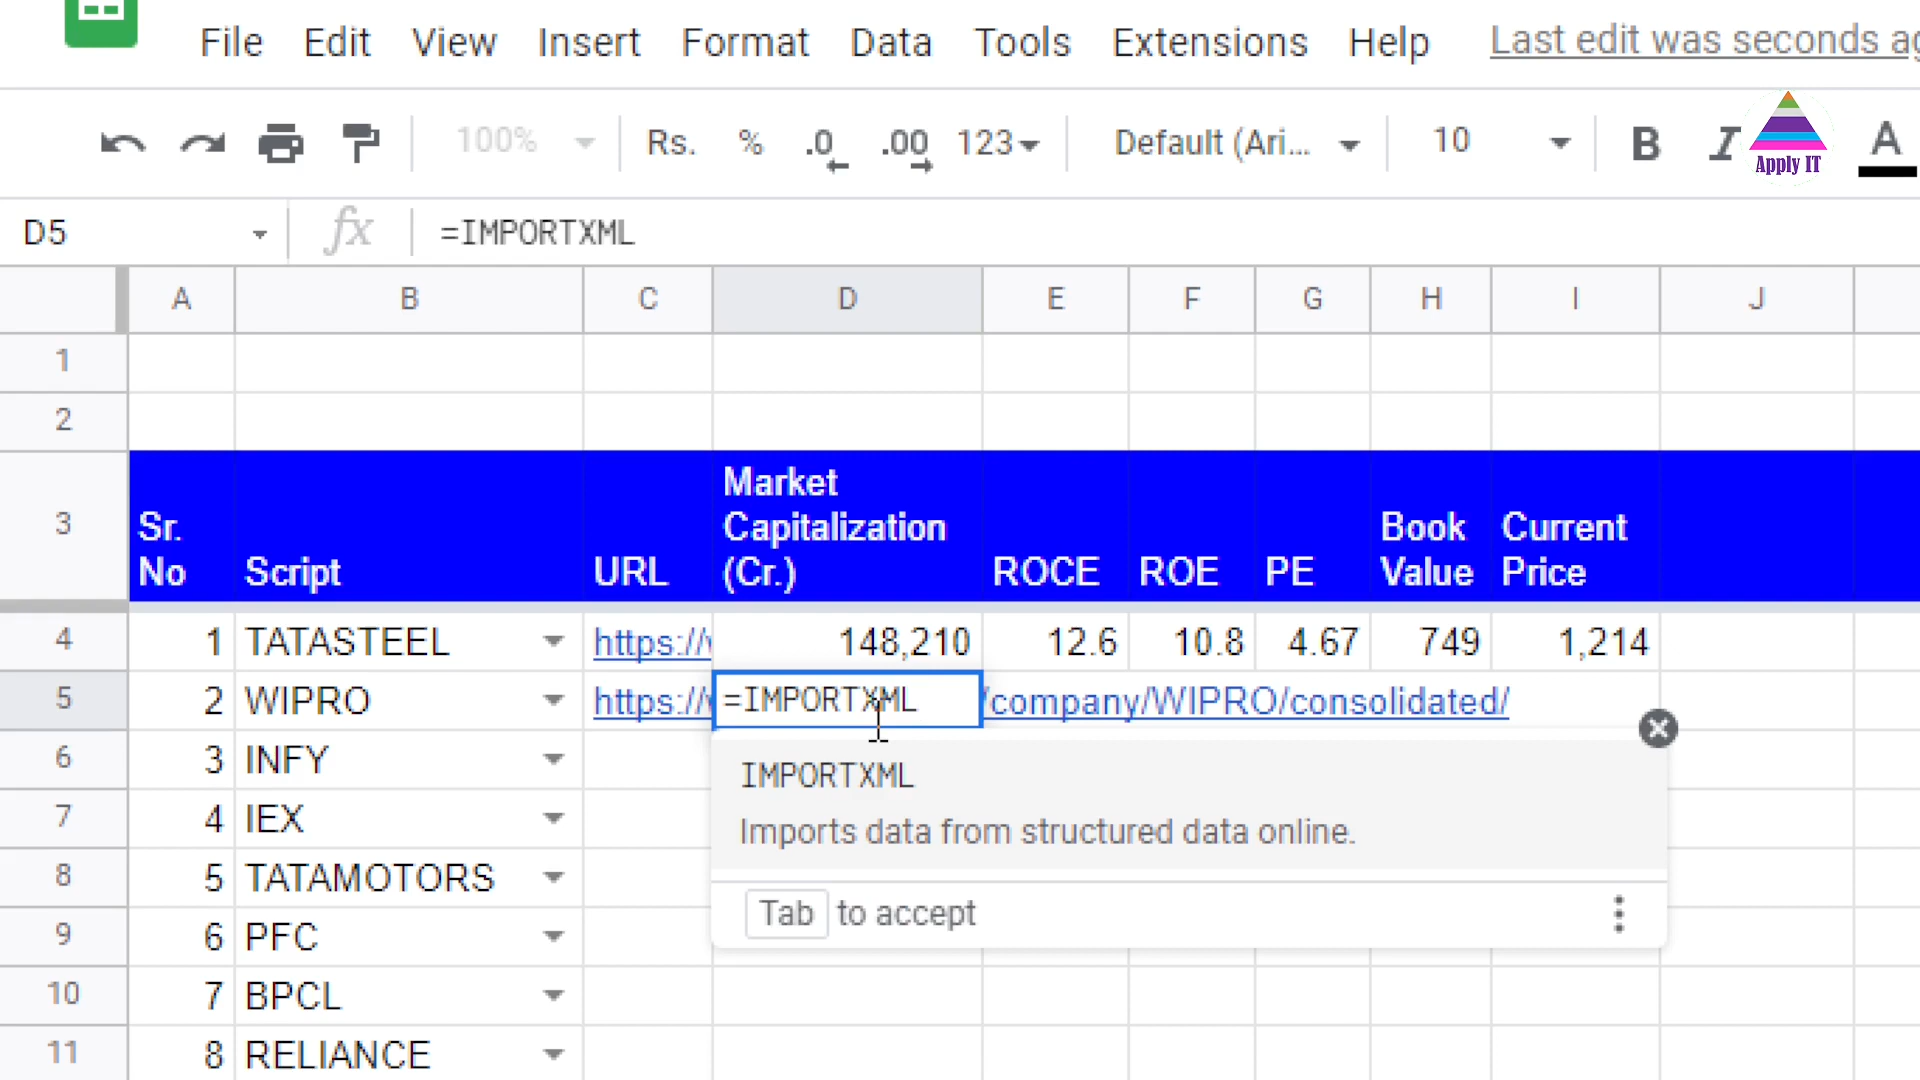 File Edit View Insert Format Data Tools Extensions Help Last edit was seconds ag
100% Rs. % .0 .00 123 Default (Ari... 10 B I A
Apply IT
D5 fx =IMPORTXML
A B C D E F G H I J
1
2
3 Sr. No Script URL Market Capitalization (Cr.) ROCE ROE PE Book Value Current Price
4 1 TATASTEEL https:// 148,210 12.6 10.8 4.67 749 1,214
5 2 WIPRO https:// =IMPORTXML /company/WIPRO/consolidated/
6 3 INFY
IMPORTXML
7 4 IEX
Imports data from structured data online.
8 5 TATAMOTORS
9 6 PFC
Tab to accept
10 7 BPCL
11 8 RELIANCE